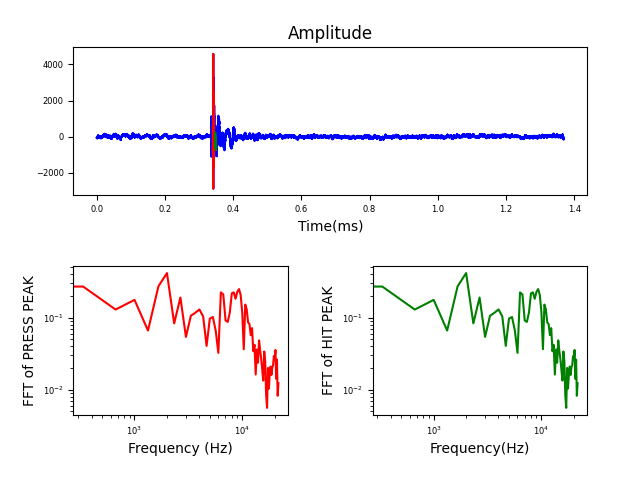 Amplitude
4000
2000
0
−2000
0.0 0.2 0.4 0.6 0.8 1.0 1.2 1.4
Time(ms)
FFT of PRESS PEAK
10⁻¹
10⁻²
10³ 10⁴
Frequency (Hz)
FFT of HIT PEAK
10⁻¹
10⁻²
10³ 10⁴
Frequency(Hz)